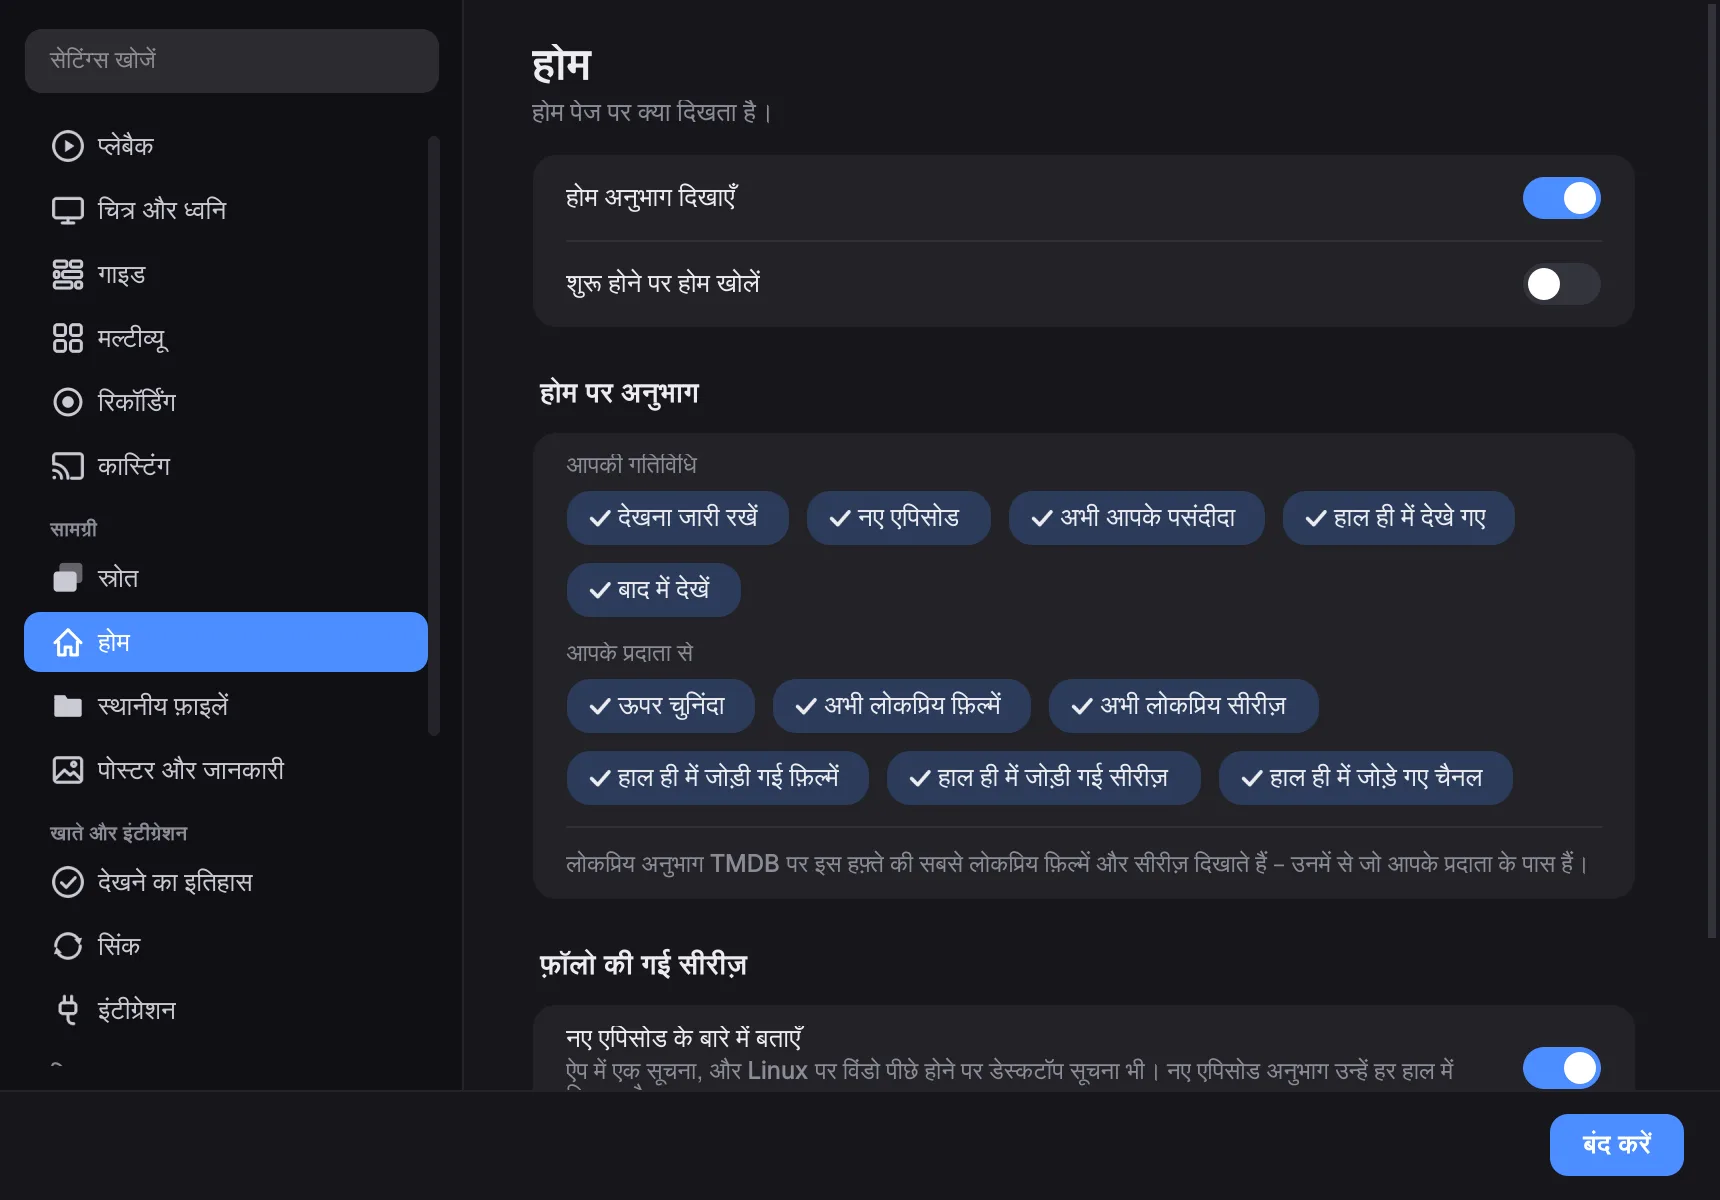 सेटिंग्स खोजें
प्लेबैक
चित्र और ध्वनि
गाइड
मल्टीव्यू
रिकॉर्डिंग
कास्टिंग
सामग्री
स्रोत
होम
स्थानीय फ़ाइलें
पोस्टर और जानकारी
खाते और इंटीग्रेशन
देखने का इतिहास
सिंक
इंटीग्रेशन
होम
होम पेज पर क्या दिखता है।
होम अनुभाग दिखाएँ
शुरू होने पर होम खोलें
होम पर अनुभाग
आपकी गतिविधि
देखना जारी रखें
नए एपिसोड
अभी आपके पसंदीदा
हाल ही में देखे गए
बाद में देखें
आपके प्रदाता से
ऊपर चुनिंदा
अभी लोकप्रिय फ़िल्में
अभी लोकप्रिय सीरीज़
हाल ही में जोड़ी गई फ़िल्में
हाल ही में जोड़ी गई सीरीज़
हाल ही में जोड़े गए चैनल
लोकप्रिय अनुभाग TMDB पर इस हफ़्ते की सबसे लोकप्रिय फ़िल्में और सीरीज़ दिखाते हैं – उनमें से जो आपके प्रदाता के पास हैं।
फ़ॉलो की गई सीरीज़
नए एपिसोड के बारे में बताएँ
ऐप में एक सूचना, और Linux पर विंडो पीछे होने पर डेस्कटॉप सूचना भी। नए एपिसोड अनुभाग उन्हें हर हाल में
बंद करें